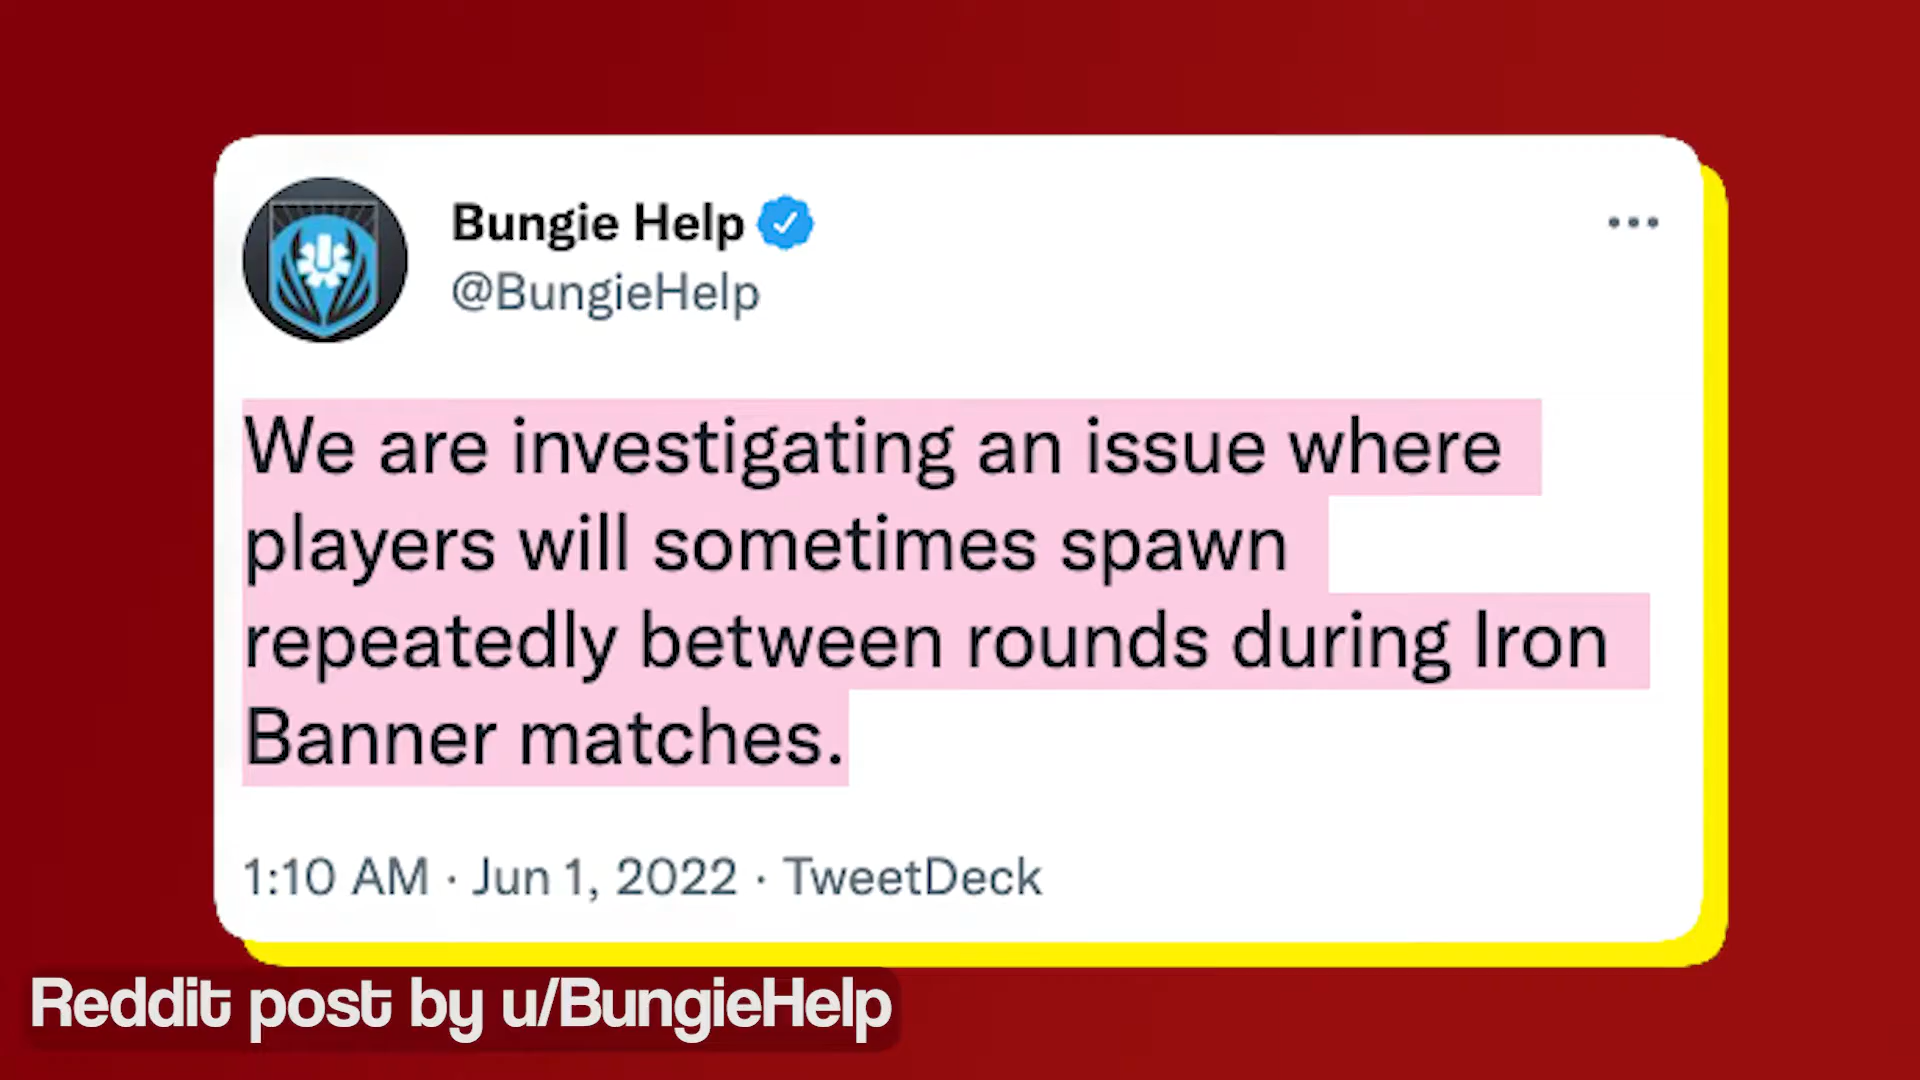 Bungie Help
@BungieHelp
We are investigating an issue where
players will sometimes spawn
repeatedly between rounds during Iron
Banner matches.
1:10 AM · Jun 1, 2022 · TweetDeck
Reddit post by u/BungieHelp